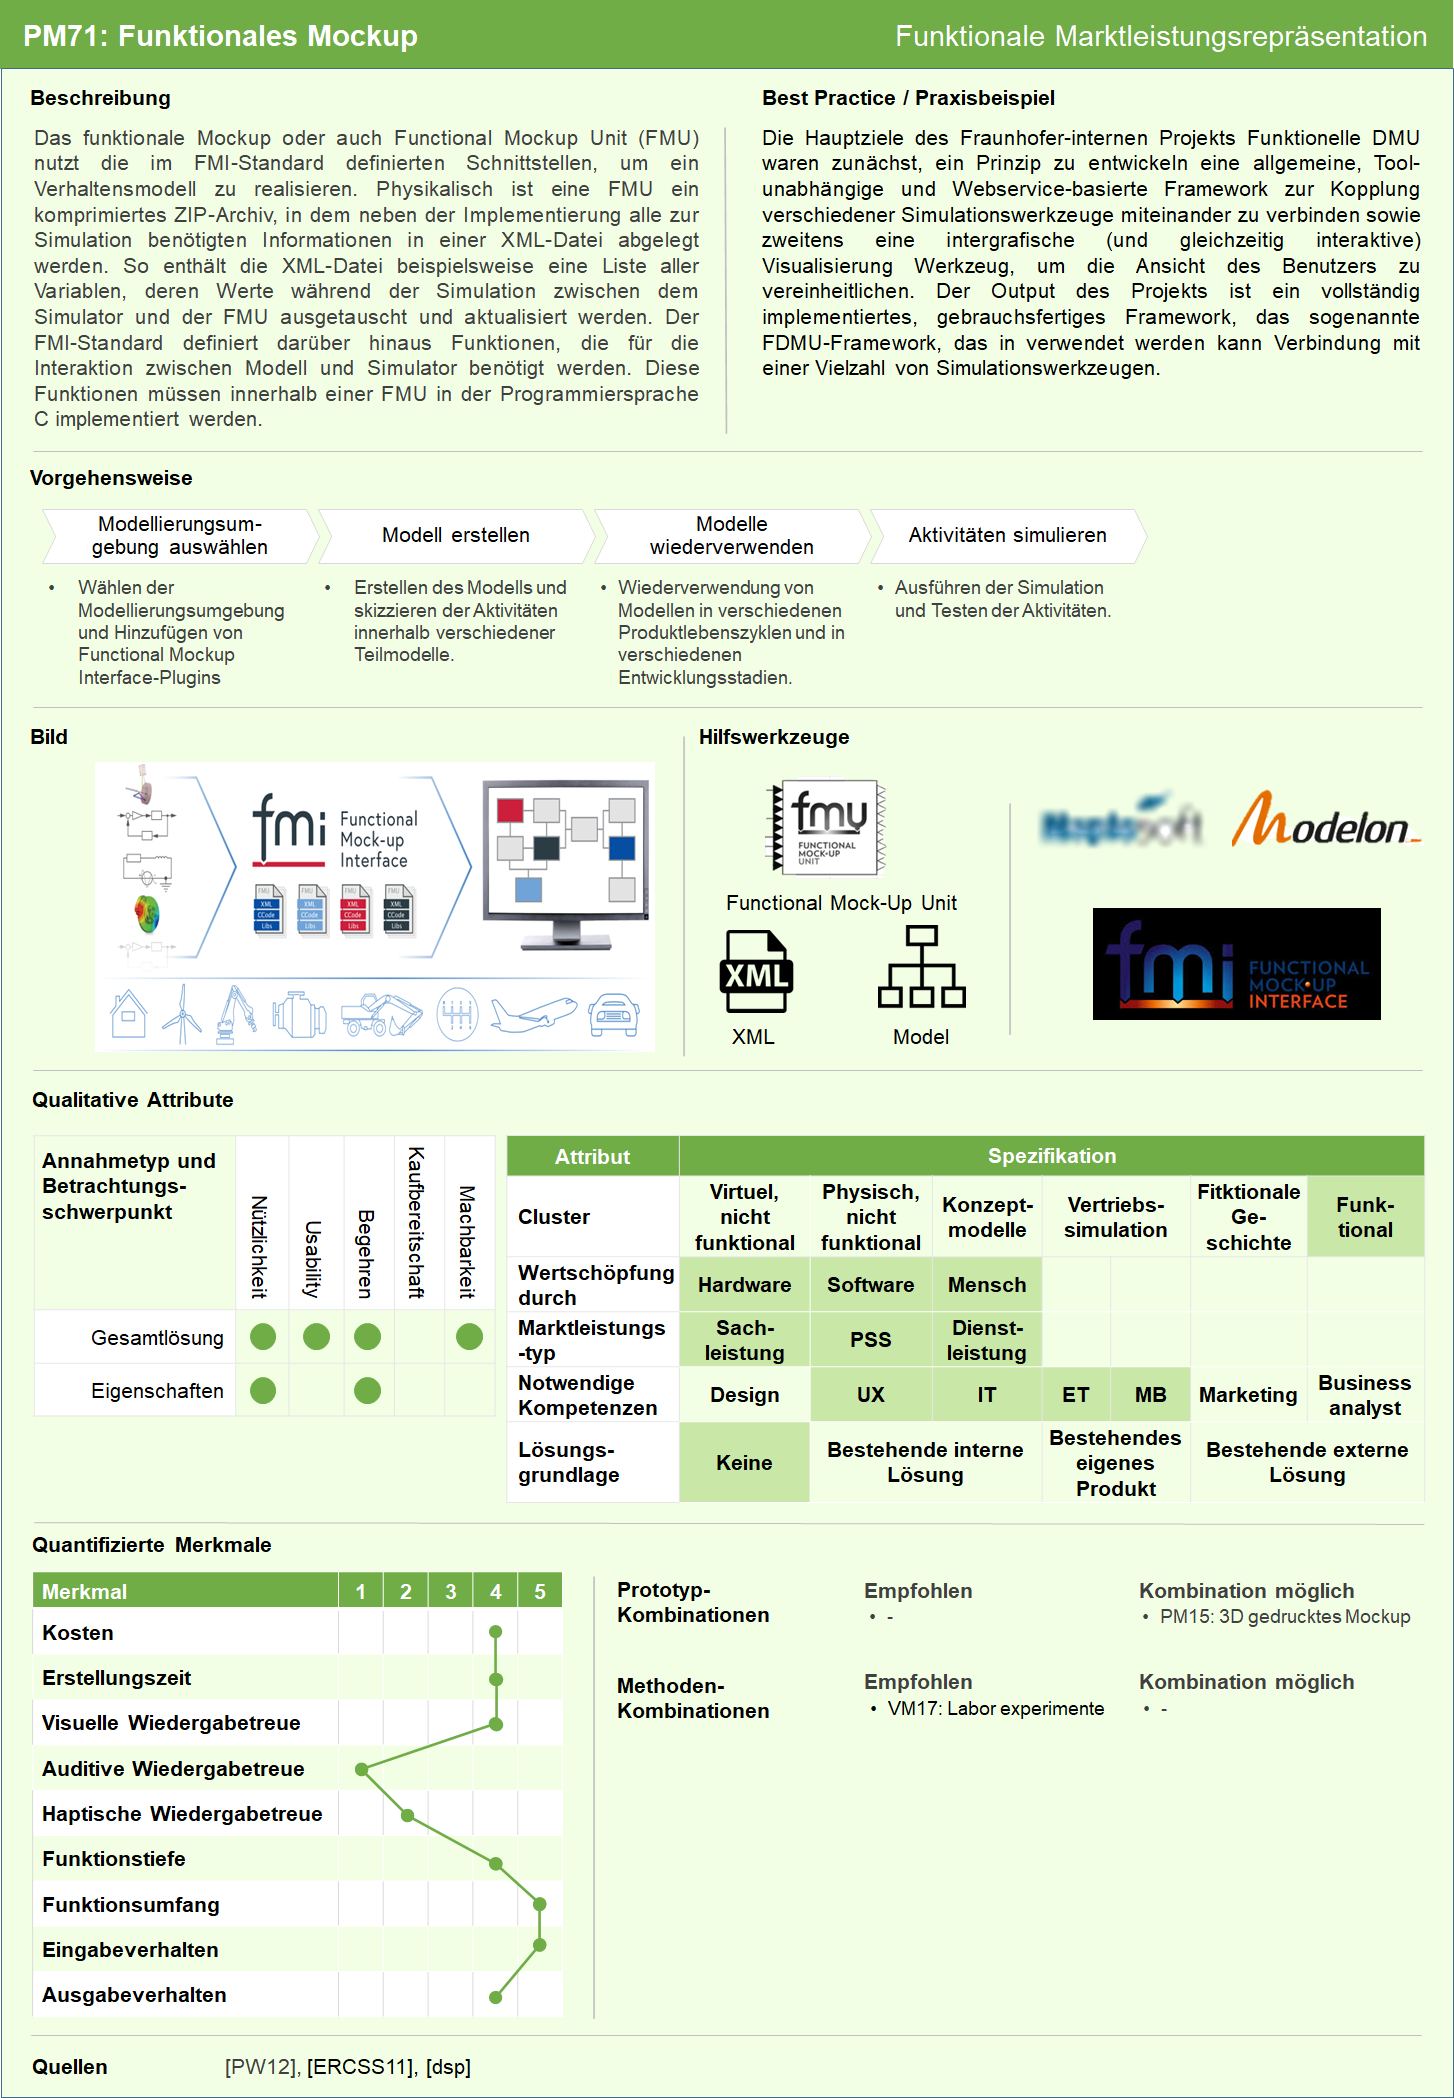 PM71: Funktionales Mockup
Funktionale Marktleistungsrepräsentation
Beschreibung
Das funktionale Mockup oder auch Functional Mockup Unit (FMU)
nutzt die im FMI-Standard definierten Schnittstellen, um ein
Verhaltensmodell zu realisieren. Physikalisch ist eine FMU ein
komprimiertes ZIP-Archiv, in dem neben der Implementierung alle zur
Simulation benötigten Informationen in einer XML-Datei abgelegt
werden. So enthält die XML-Datei beispielsweise eine Liste aller
Variablen, deren Werte während der Simulation zwischen dem
Simulator und der FMU ausgetauscht und aktualisiert werden. Der
FMI-Standard definiert darüber hinaus Funktionen, die für die
Interaktion zwischen Modell und Simulator benötigt werden. Diese
Funktionen müssen innerhalb einer FMU in der Programmiersprache
C implementiert werden.
Best Practice / Praxisbeispiel
Die Hauptziele des Fraunhofer-internen Projekts Funktionelle DMU
waren zunächst, ein Prinzip zu entwickeln eine allgemeine, Tool-
unabhängige und Webservice-basierte Framework zur Kopplung
verschiedener Simulationswerkzeuge miteinander zu verbinden sowie
zweitens eine intergrafische (und gleichzeitig interaktive)
Visualisierung Werkzeug, um die Ansicht des Benutzers zu
vereinheitlichen. Der Output des Projekts ist ein vollständig
implementiertes, gebrauchsfertiges Framework, das sogenannte
FDMU-Framework, das in verwendet werden kann Verbindung mit
einer Vielzahl von Simulationswerkzeugen.
Vorgehensweise
Modellierungsum-
gebung auswählen
• Wählen der
Modellierungsumgebung
und Hinzufügen von
Functional Mockup
Interface-Plugins
Modell erstellen
• Erstellen des Modells und
skizzieren der Aktivitäten
innerhalb verschiedener
Teilmodelle.
Modelle
wiederverwenden
• Wiederverwendung von
Modellen in verschiedenen
Produktlebenszyklen und in
verschiedenen
Entwicklungsstadien.
Aktivitäten simulieren
• Ausführen der Simulation
und Testen der Aktivitäten.
Bild
fmi Functional
Mock-up
Interface
FMU FMU FMU FMU
XML XML XML XML
CCode CCode CCode CCode
Libs Libs Libs Libs
Hilfswerkzeuge
fmu
FUNCTIONAL
MOCK-UP
UNIT
Functional Mock-Up Unit
XML
XML
Model
Modelon
fmi FUNCTIONAL
MOCK-UP
INTERFACE
Qualitative Attribute
Annahmetyp und
Betrachtungs-
schwerpunkt
Nützlichkeit
Usability
Begehren
Kaufbereitschaft
Machbarkeit
Gesamtlösung
Eigenschaften
Attribut Spezifikation
Cluster
Virtuel,
nicht
funktional
Physisch,
nicht
funktional
Konzept-
modelle
Vertriebs-
simulation
Fitktionale
Ge-
schichte
Funk-
tional
Wertschöpfung
durch
Hardware Software Mensch
Marktleistungs
-typ
Sach-
leistung
PSS
Dienst-
leistung
Notwendige
Kompetenzen
Design UX IT ET MB Marketing
Business
analyst
Lösungs-
grundlage
Keine
Bestehende interne
Lösung
Bestehendes
eigenes
Produkt
Bestehende externe
Lösung
Quantifizierte Merkmale
Merkmal 1 2 3 4 5
Kosten
Erstellungszeit
Visuelle Wiedergabetreue
Auditive Wiedergabetreue
Haptische Wiedergabetreue
Funktionstiefe
Funktionsumfang
Eingabeverhalten
Ausgabeverhalten
Prototyp-
Kombinationen
Empfohlen
• -
Kombination möglich
• PM15: 3D gedrucktes Mockup
Methoden-
Kombinationen
Empfohlen
• VM17: Labor experimente
Kombination möglich
• -
Quellen [PW12], [ERCSS11], [dsp]